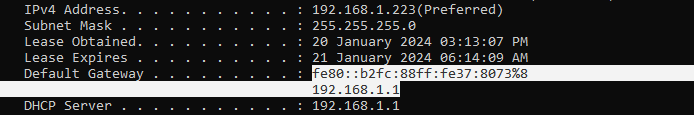 IPv4 Address. . . . . . . . . . . : 192.168.1.223(Preferred)
Subnet Mask . . . . . . . . . . . : 255.255.255.0
Lease Obtained. . . . . . . . . . : 20 January 2024 03:13:07 PM
Lease Expires . . . . . . . . . . : 21 January 2024 06:14:09 AM
Default Gateway . . . . . . . . . : fe80::b2fc:88ff:fe37:8073%8
192.168.1.1
DHCP Server . . . . . . . . . . . : 192.168.1.1